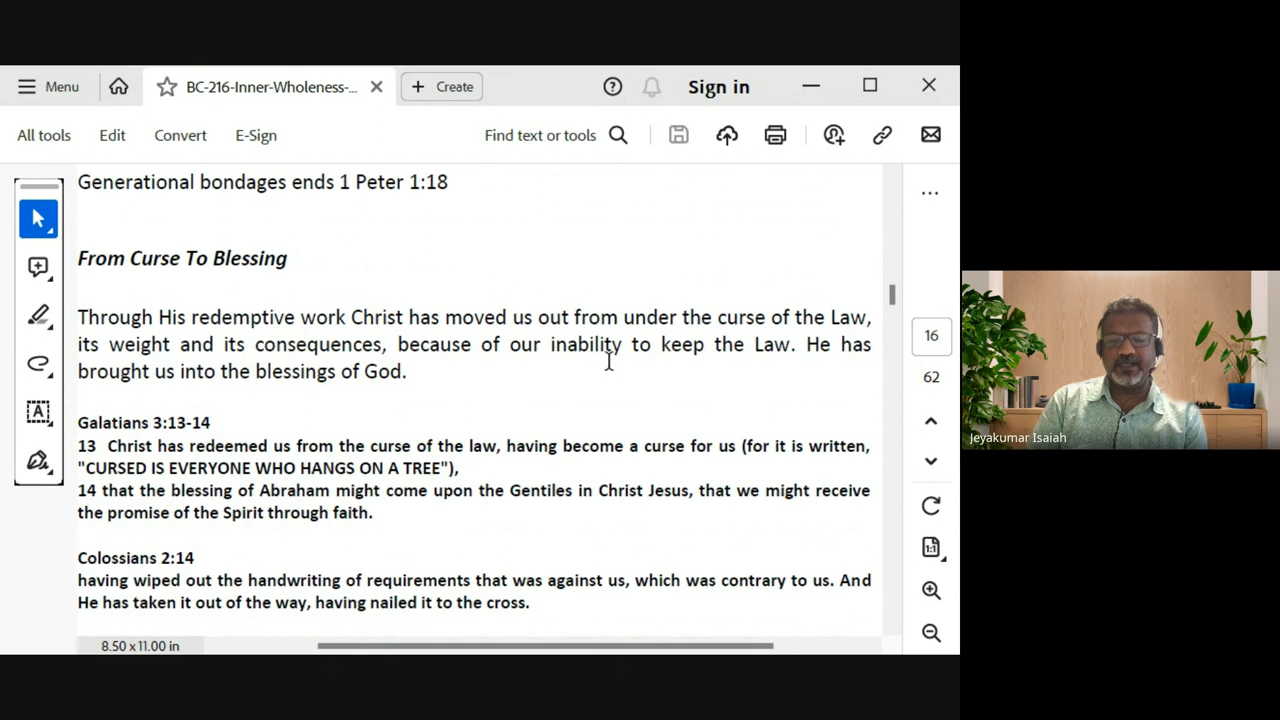 Menu
BC-216-Inner-Wholeness-...
Create
Sign in
All tools
Edit
Convert
E-Sign
Find text or tools
Generational bondages ends 1 Peter 1:18
From Curse To Blessing
Through His redemptive work Christ has moved us out from under the curse of the Law,
its weight and its consequences, because of our inability to keep the Law. He has
brought us into the blessings of God.
Galatians 3:13-14
13 Christ has redeemed us from the curse of the law, having become a curse for us (for it is written,
"CURSED IS EVERYONE WHO HANGS ON A TREE"),
14 that the blessing of Abraham might come upon the Gentiles in Christ Jesus, that we might receive
the promise of the Spirit through faith.
Colossians 2:14
having wiped out the handwriting of requirements that was against us, which was contrary to us. And
He has taken it out of the way, having nailed it to the cross.
8.50 x 11.00 in
16
62
1:1
Jeyakumar Isaiah